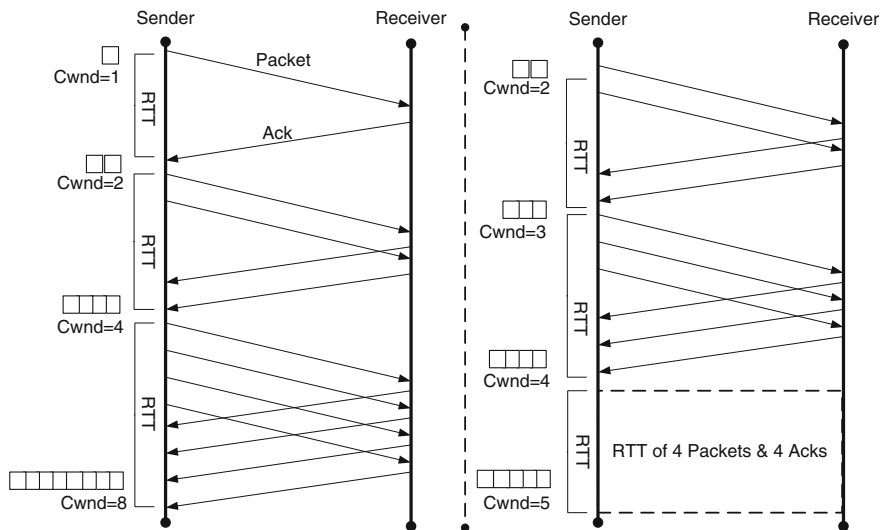 Sender
Receiver
Cwnd=1
RTT
Packet
Ack
Cwnd=2
RTT
Cwnd=4
RTT
Cwnd=8
Sender
Receiver
Cwnd=2
RTT
Cwnd=3
RTT
Cwnd=4
RTT
RTT of 4 Packets & 4 Acks
Cwnd=5